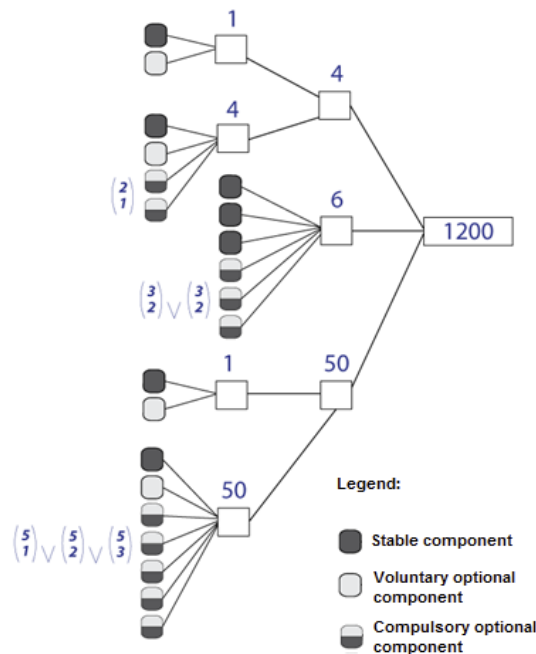 1
4
4
(2
1)
6
(3
2) ∨ (3
2)
1200
1
50
50
(5
1) ∨ (5
2) ∨ (5
3)
Legend:
Stable component
Voluntary optional
component
Compulsory optional
component